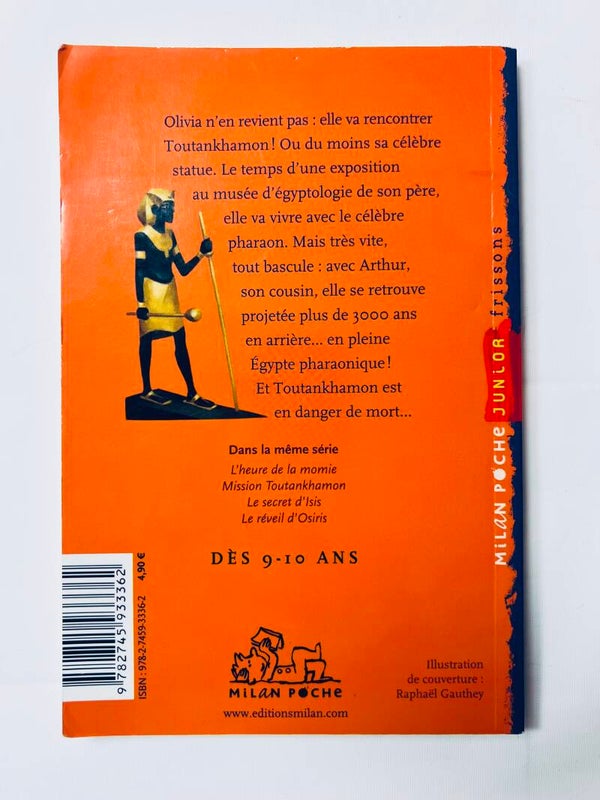 Olivia n'en revient pas : elle va rencontrer
Toutankhamon ! Ou du moins sa célèbre
statue. Le temps d'une exposition
au musée d'égyptologie de son père,
elle va vivre avec le célèbre
pharaon. Mais très vite,
tout bascule : avec Arthur,
son cousin, elle se retrouve
projetée plus de 3000 ans
en arrière... en pleine
Égypte pharaonique !
Et Toutankhamon est
en danger de mort...
Dans la même série
L'heure de la momie
Mission Toutankhamon
Le secret d'Isis
Le réveil d'Osiris
DÈS 9-10 ANS
MiLAN POCHe
www.editionsmilan.com
Illustration
de couverture :
Raphaël Gauthey
9 782745 933362
ISBN : 978-2-7459-3336-2
4,90 €
MiLAN POCHe JUNiOR frissons